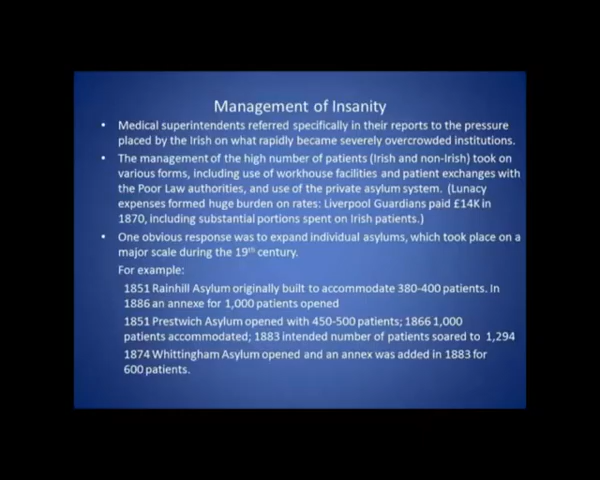 Management of Insanity
• Medical superintendents referred specifically in their reports to the pressure
placed by the Irish on what rapidly became severely overcrowded institutions.
• The management of the high number of patients (Irish and non-Irish) took on
various forms, including use of workhouse facilities and patient exchanges with
the Poor Law authorities, and use of the private asylum system. (Lunacy
expenses formed huge burden on rates: Liverpool Guardians paid £14K in
1870, including substantial portions spent on Irish patients.)
• One obvious response was to expand individual asylums, which took place on a
major scale during the 19th century.
For example:
1851 Rainhill Asylum originally built to accommodate 380-400 patients. In
1886 an annexe for 1,000 patients opened
1851 Prestwich Asylum opened with 450-500 patients; 1866 1,000
patients accommodated; 1883 intended number of patients soared to 1,294
1874 Whittingham Asylum opened and an annex was added in 1883 for
600 patients.